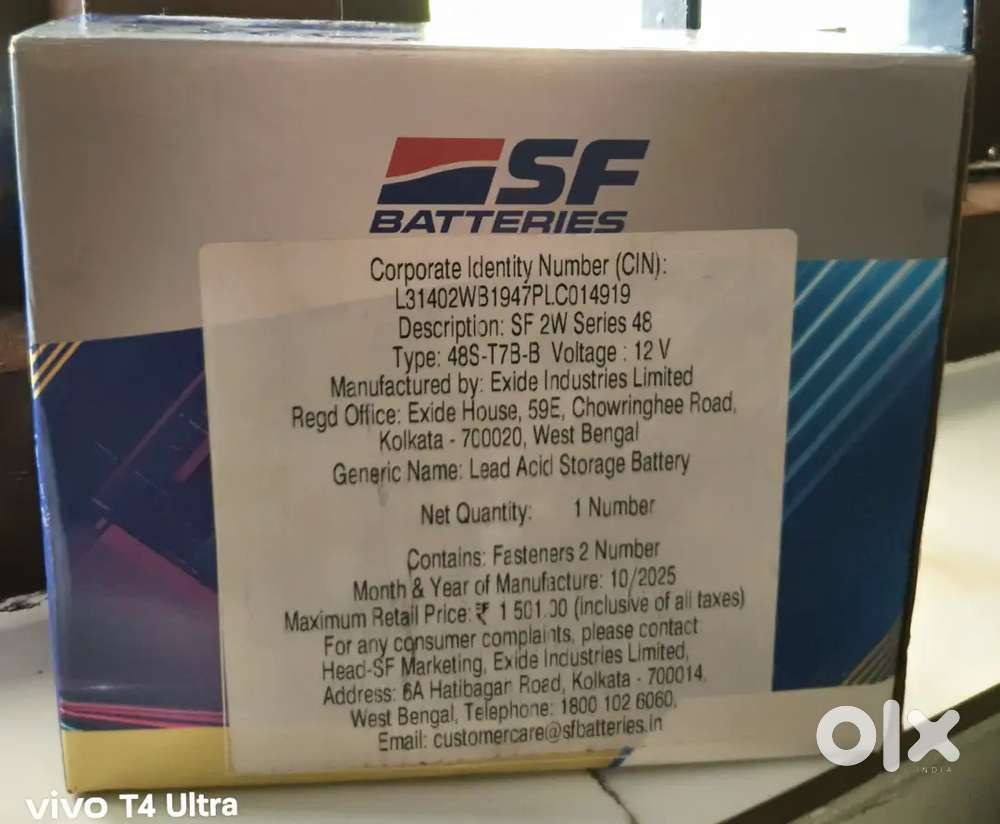 SF
BATTERIES
Corporate Identity Number (CIN):
L31402WB1947PLC014919
Description: SF 2W Series 48
Type: 48S-T7B-B Voltage : 12 V
Manufactured by: Exide Industries Limited
Regd Office: Exide House, 59E, Chowringhee Road,
Kolkata - 700020, West Bengal
Generic Name: Lead Acid Storage Battery
Net Quantity: 1 Number
Contains: Fasteners 2 Number
Month & Year of Manufacture: 10/2025
Maximum Retail Price: ₹ 1 501.00 (inclusive of all taxes)
For any consumer complaints, please contact
Head-SF Marketing, Exide Industries Limited,
Address: 6A Hatibagan Road, Kolkata - 700014,
West Bengal, Telephone: 1800 102 6060,
Email: customercare@sfbatteries.in
olx
INDIA
vivo T4 Ultra